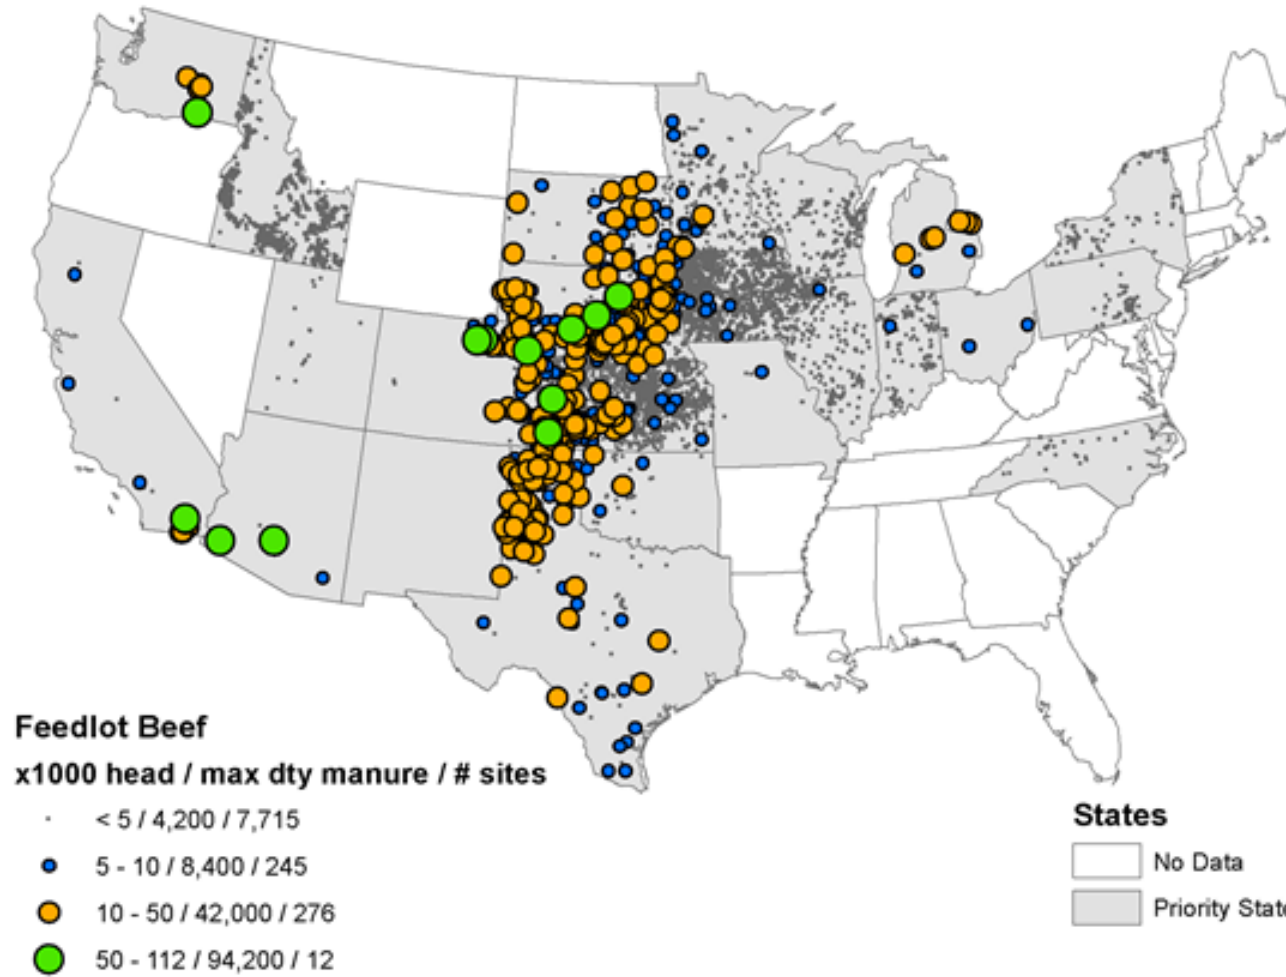 Feedlot Beef
x1000 head / max dty manure / # sites
< 5 / 4,200 / 7,715
5 - 10 / 8,400 / 245
10 - 50 / 42,000 / 276
50 - 112 / 94,200 / 12
States
No Data
Priority State